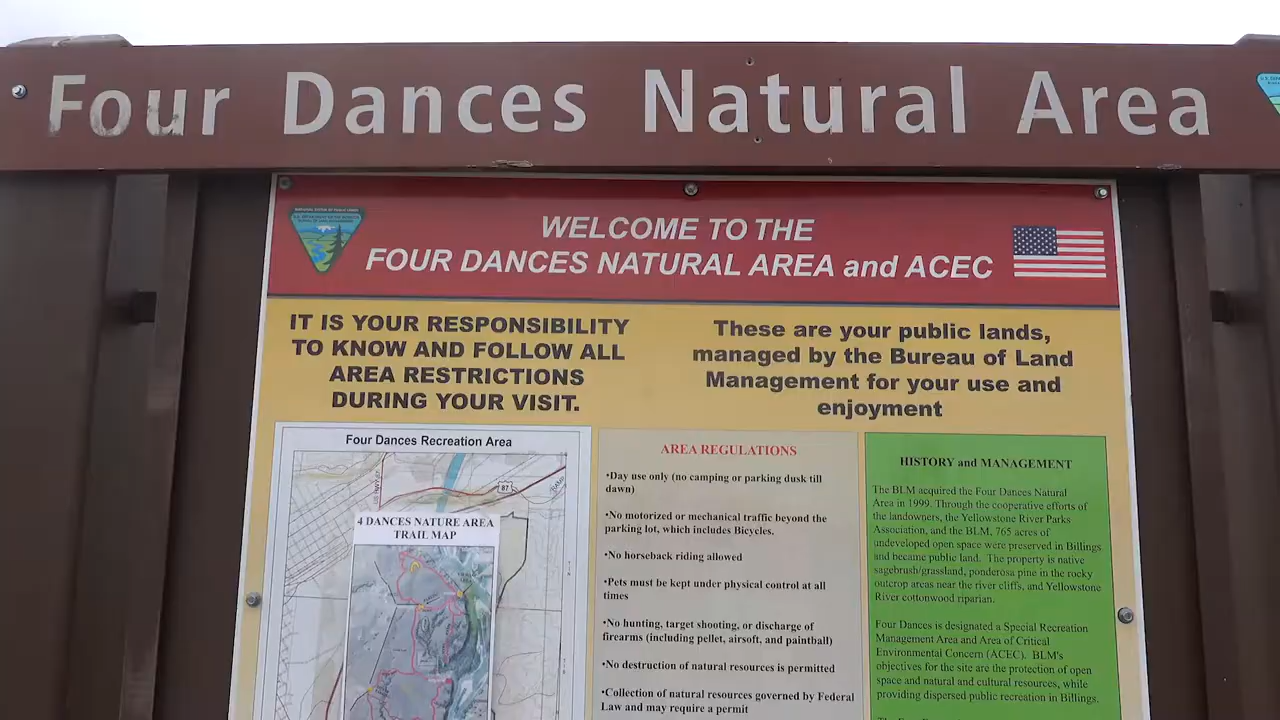 Four Dances Natural Area
WELCOME TO THE
FOUR DANCES NATURAL AREA and ACEC
IT IS YOUR RESPONSIBILITY
TO KNOW AND FOLLOW ALL
AREA RESTRICTIONS
DURING YOUR VISIT.
These are your public lands,
managed by the Bureau of Land
Management for your use and
enjoyment
Four Dances Recreation Area
87
4 DANCES NATURE AREA
TRAIL MAP
AREA REGULATIONS
•Day use only (no camping or parking dusk till
dawn)
•No motorized or mechanical traffic beyond the
parking lot, which includes Bicycles.
•No horseback riding allowed
•Pets must be kept under physical control at all
times
•No hunting, target shooting, or discharge of
firearms (including pellet, airsoft, and paintball)
•No destruction of natural resources is permitted
•Collection of natural resources governed by Federal
Law and may require a permit
HISTORY and MANAGEMENT
The BLM acquired the Four Dances Natural
Area in 1999. Through the cooperative efforts of
the landowners, the Yellowstone River Parks
Association, and the BLM, 765 acres of
undeveloped open space were preserved in Billings
and became public land. The property is native
sagebrush/grassland, ponderosa pine in the rocky
outcrop areas near the river cliffs, and Yellowstone
River cottonwood riparian.
Four Dances is designated a Special Recreation
Management Area and Area of Critical
Environmental Concern (ACEC). BLM's
objectives for the site are the protection of open
space and natural and cultural resources, while
providing dispersed public recreation in Billings.